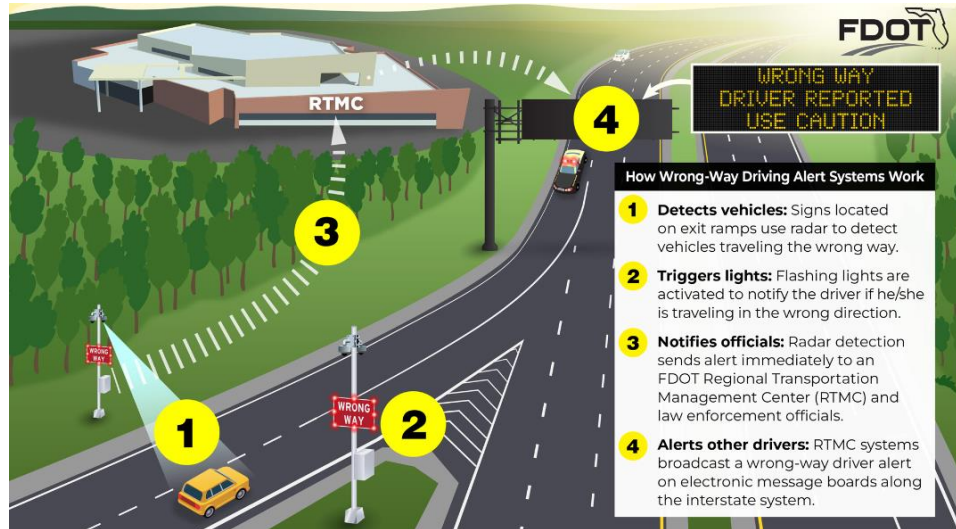 FDOT
RTMC
WRONG WAY
DRIVER REPORTED
USE CAUTION
4
3
1
2
WRONG
WAY
WRONG
WAY
How Wrong-Way Driving Alert Systems Work
1 Detects vehicles: Signs located
on exit ramps use radar to detect
vehicles traveling the wrong way.
2 Triggers lights: Flashing lights are
activated to notify the driver if he/she
is traveling in the wrong direction.
3 Notifies officials: Radar detection
sends alert immediately to an
FDOT Regional Transportation
Management Center (RTMC) and
law enforcement officials.
4 Alerts other drivers: RTMC systems
broadcast a wrong-way driver alert
on electronic message boards along
the interstate system.